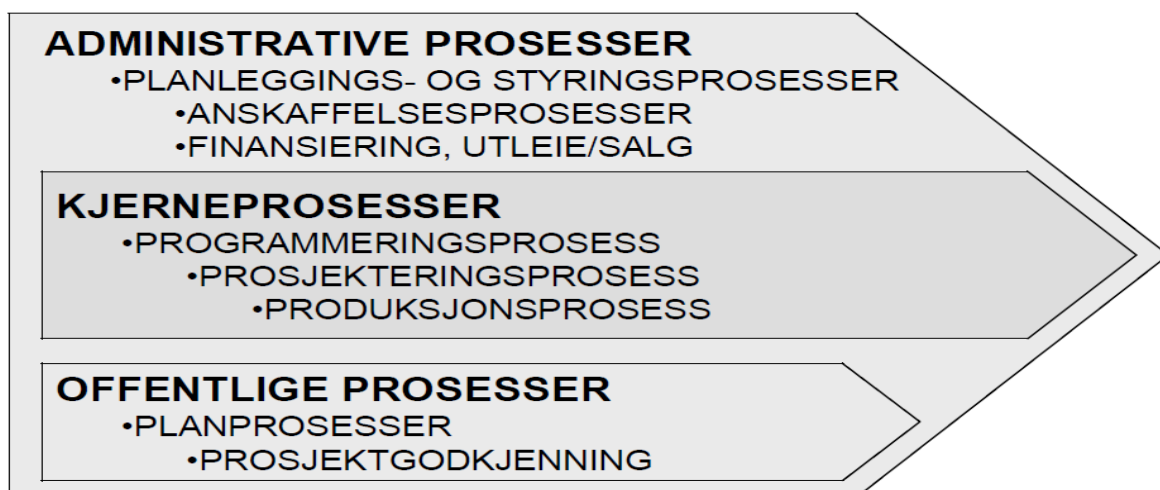 ADMINISTRATIVE PROSESSER
•PLANLEGGINGS- OG STYRINGSPROSESSER
•ANSKAFFELSESPROSESSER
•FINANSIERING, UTLEIE/SALG
KJERNEPROSESSER
•PROGRAMMERINGSPROSESS
•PROSJEKTERINGSPROSESS
•PRODUKSJONSPROSESS
OFFENTLIGE PROSESSER
•PLANPROSESSER
•PROSJEKTGODKJENNING